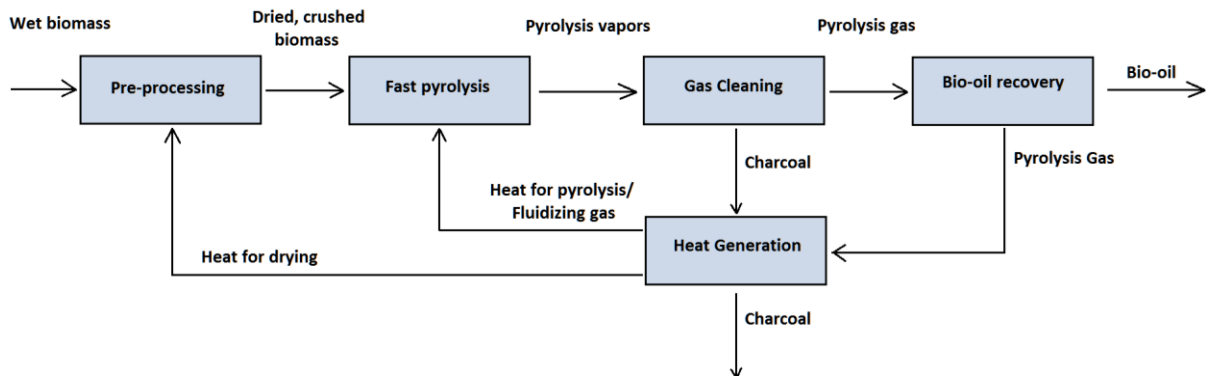 Wet biomass
Dried, crushed
biomass
Pyrolysis vapors
Pyrolysis gas
Pre-processing
Fast pyrolysis
Gas Cleaning
Bio-oil recovery
Bio-oil
Charcoal
Pyrolysis Gas
Heat for pyrolysis/
Fluidizing gas
Heat Generation
Heat for drying
Charcoal